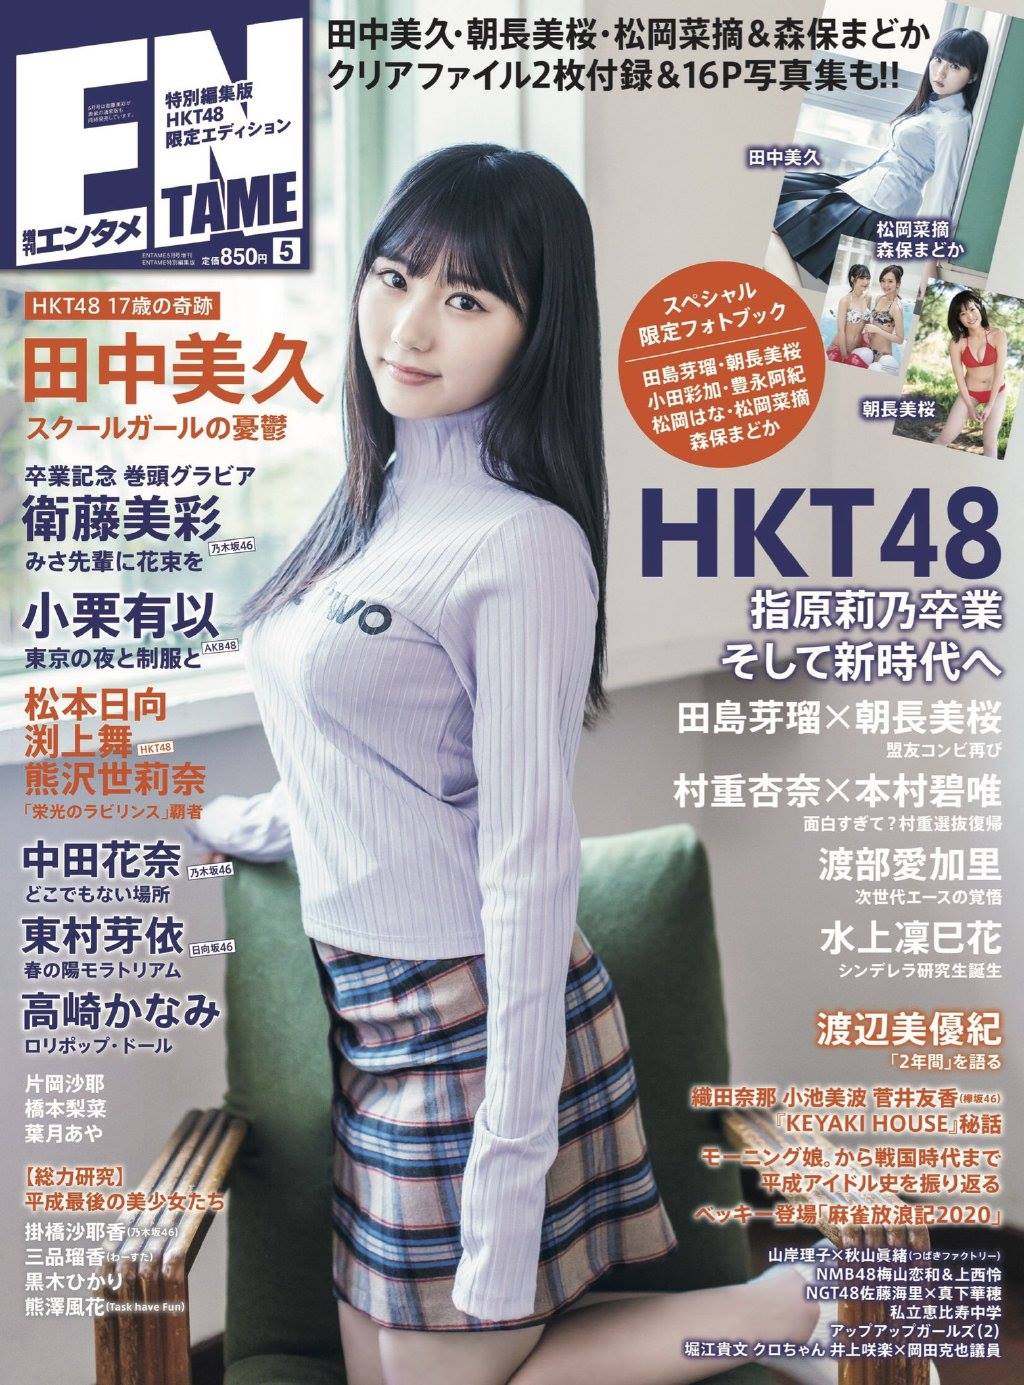 田中美久・朝長美桜・松岡菜摘＆森保まどか
クリアファイル2枚付録＆16P写真集も!!
EN
TAME
特別編集版
HKT48
限定エディション
増刊エンタメ
ENTAME5月号増刊
ENTAME特別編集版
定価850円 5
田中美久
松岡菜摘
森保まどか
朝長美桜
スペシャル
限定フォトブック
田島芽瑠・朝長美桜
小田彩加・豊永阿紀
松岡はな・松岡菜摘
森保まどか
HKT48 17歳の奇跡
田中美久
スクールガールの憂鬱
卒業記念 巻頭グラビア
衛藤美彩
乃木坂46
みさ先輩に花束を
小栗有以
AKB48
東京の夜と制服と
松本日向
渕上舞
HKT48
熊沢世莉奈
「栄光のラビリンス」覇者
中田花奈
乃木坂46
どこでもない場所
東村芽依
日向坂46
春の陽モラトリアム
高崎かなみ
ロリポップ・ドール
片岡沙耶
橋本梨菜
葉月あや
【総力研究】
平成最後の美少女たち
掛橋沙耶香(乃木坂46)
三品瑠香(わーすた)
黒木ひかり
熊澤風花(Task have Fun)
TWO
HKT48
指原莉乃卒業
そして新時代へ
田島芽瑠×朝長美桜
盟友コンビ再び
村重杏奈×本村碧唯
面白すぎて？村重選抜復帰
渡部愛加里
次世代エースの覚悟
水上凜巳花
シンデレラ研究生誕生
渡辺美優紀
「2年間」を語る
織田奈那 小池美波 菅井友香(欅坂46)
『KEYAKI HOUSE』秘話
モーニング娘。から戦国時代まで
平成アイドル史を振り返る
ベッキー登場「麻雀放浪記2020」
山岸理子×秋山眞緒(つばきファクトリー)
NMB48梅山恋和＆上西怜
NGT48佐藤海里×真下華穂
私立恵比寿中学
アップアップガールズ(2)
堀江貴文 クロちゃん 井上咲楽×岡田克也議員